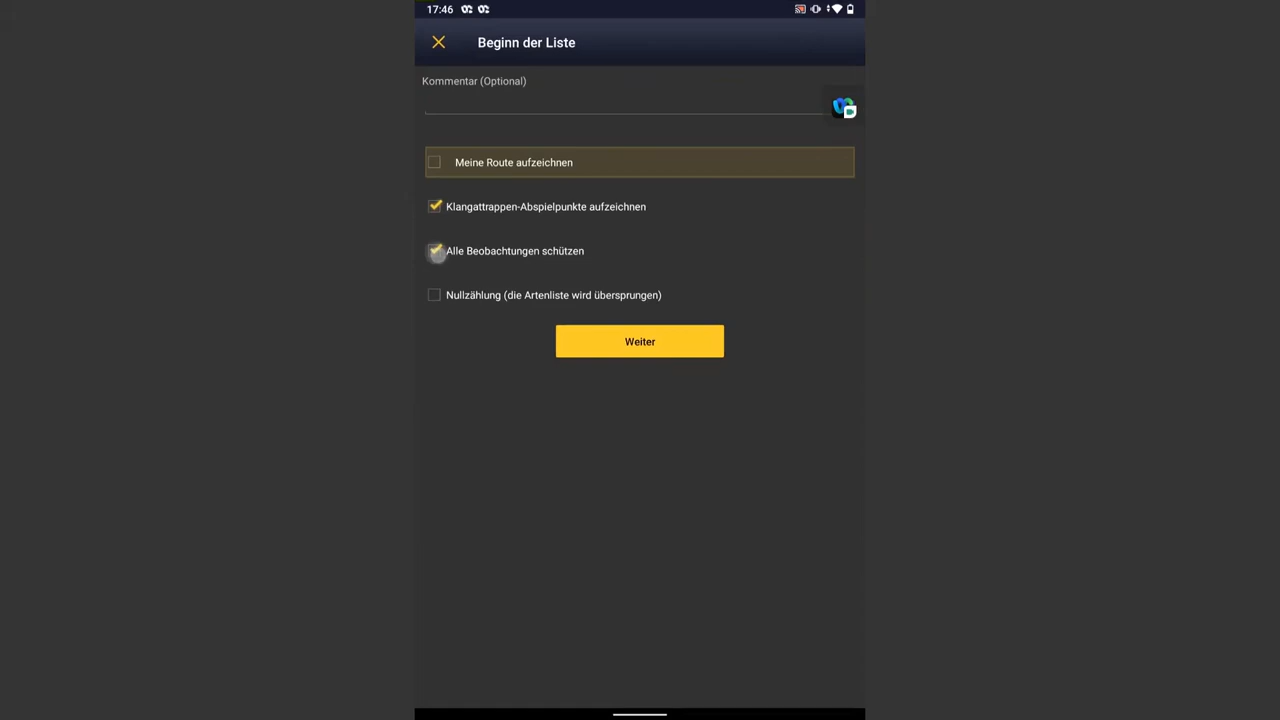 17:46
Beginn der Liste
Kommentar (Optional)
Meine Route aufzeichnen
Klangattrappen-Abspielpunkte aufzeichnen
Alle Beobachtungen schützen
Nullzählung (die Artenliste wird übersprungen)
Weiter